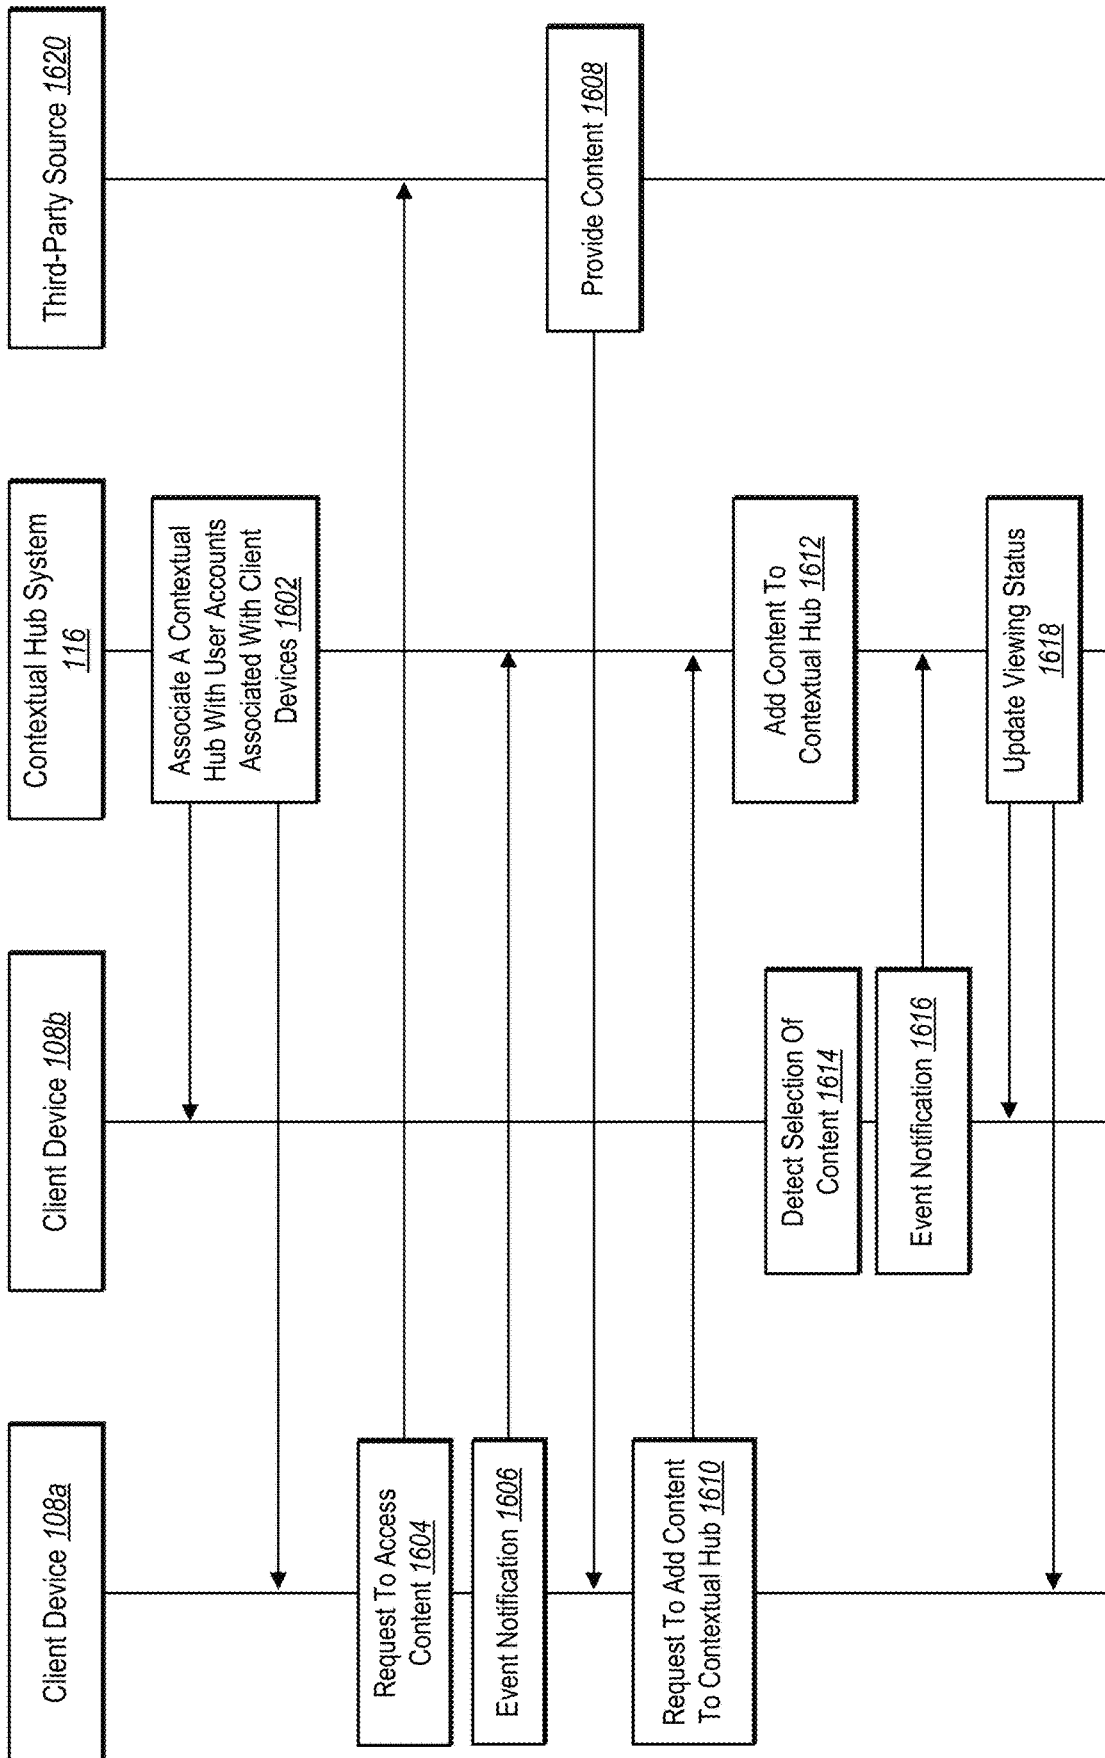 Client Device 108a
Client Device 108b
Contextual Hub System
116
Third-Party Source 1620
Associate A Contextual
Hub With User Accounts
Associated With Client
Devices 1602
Request To Access
Content 1604
Event Notification 1606
Provide Content 1608
Request To Add Content
To Contextual Hub 1610
Add Content To
Contextual Hub 1612
Detect Selection Of
Content 1614
Event Notification 1616
Update Viewing Status
1618